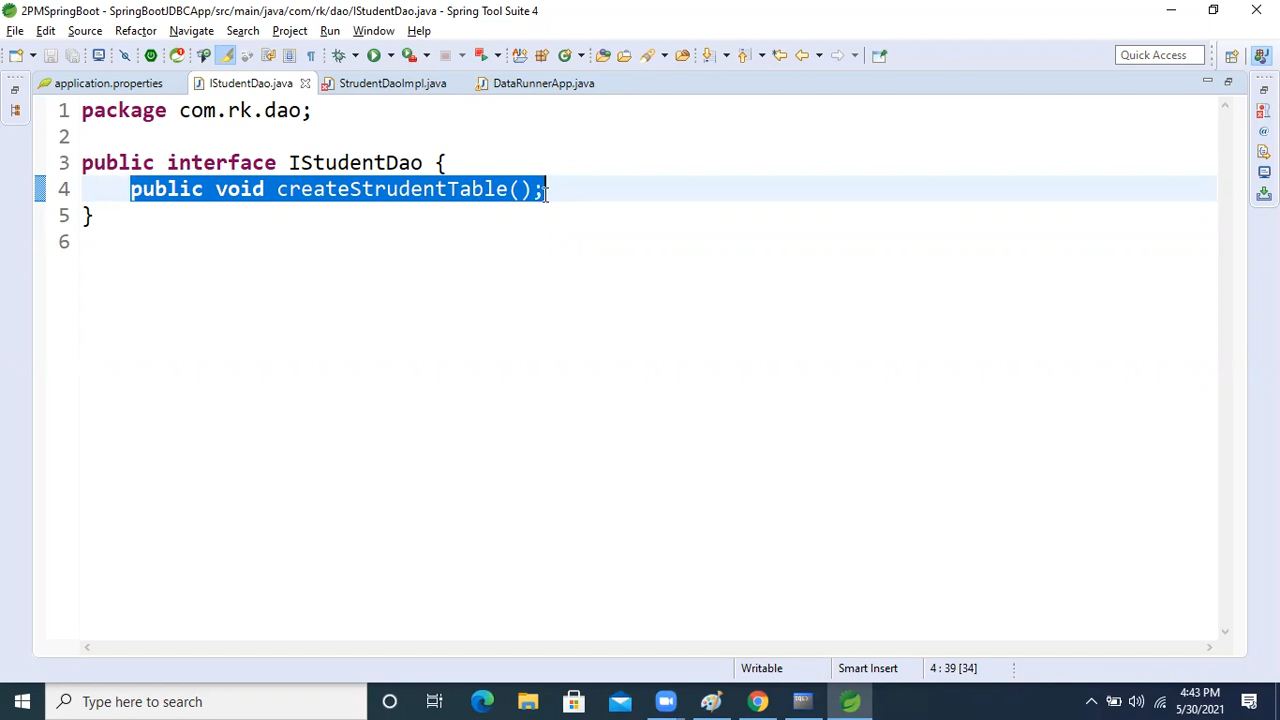 2PMSpringBoot - SpringBootJDBCApp/src/main/java/com/rk/dao/IStudentDao.java - Spring Tool Suite 4
File Edit Source Refactor Navigate Search Project Run Window Help
Quick Access
application.properties IStudentDao.java StrudentDaoImpl.java DataRunnerApp.java
1 package com.rk.dao;
2
3 public interface IStudentDao {
4 public void createStrudentTable();
5 }
6
Writable Smart Insert 4 : 39 [34]
Type here to search
4:43 PM
5/30/2021